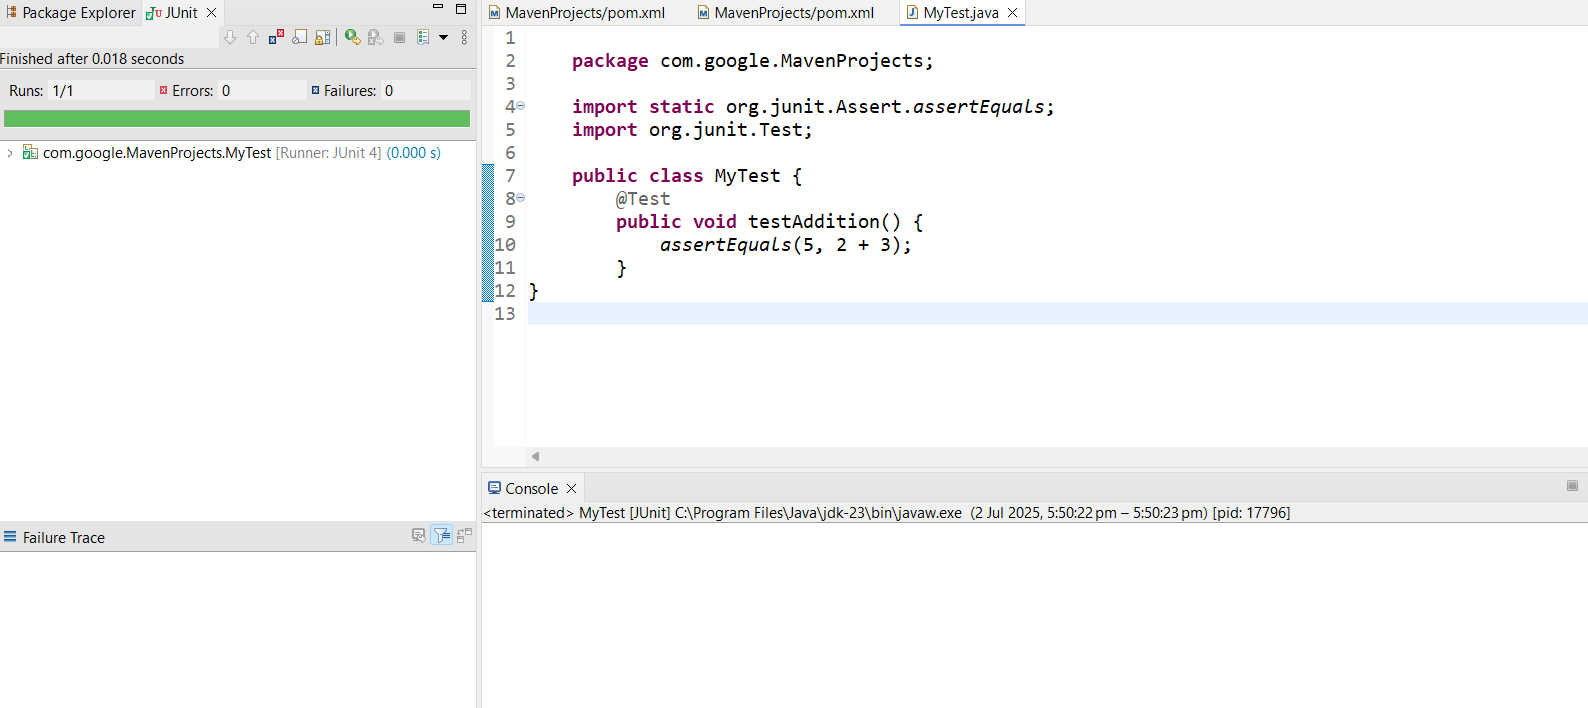 Package Explorer JUnit
Finished after 0.018 seconds
Runs: 1/1 Errors: 0 Failures: 0
com.google.MavenProjects.MyTest [Runner: JUnit 4] (0.000 s)
Failure Trace
MavenProjects/pom.xml MavenProjects/pom.xml MyTest.java
1
2 package com.google.MavenProjects;
3
4 import static org.junit.Assert.assertEquals;
5 import org.junit.Test;
6
7 public class MyTest {
8 @Test
9 public void testAddition() {
10 assertEquals(5, 2 + 3);
11 }
12 }
13
Console
<terminated> MyTest [JUnit] C:\Program Files\Java\jdk-23\bin\javaw.exe (2 Jul 2025, 5:50:22 pm – 5:50:23 pm) [pid: 17796]